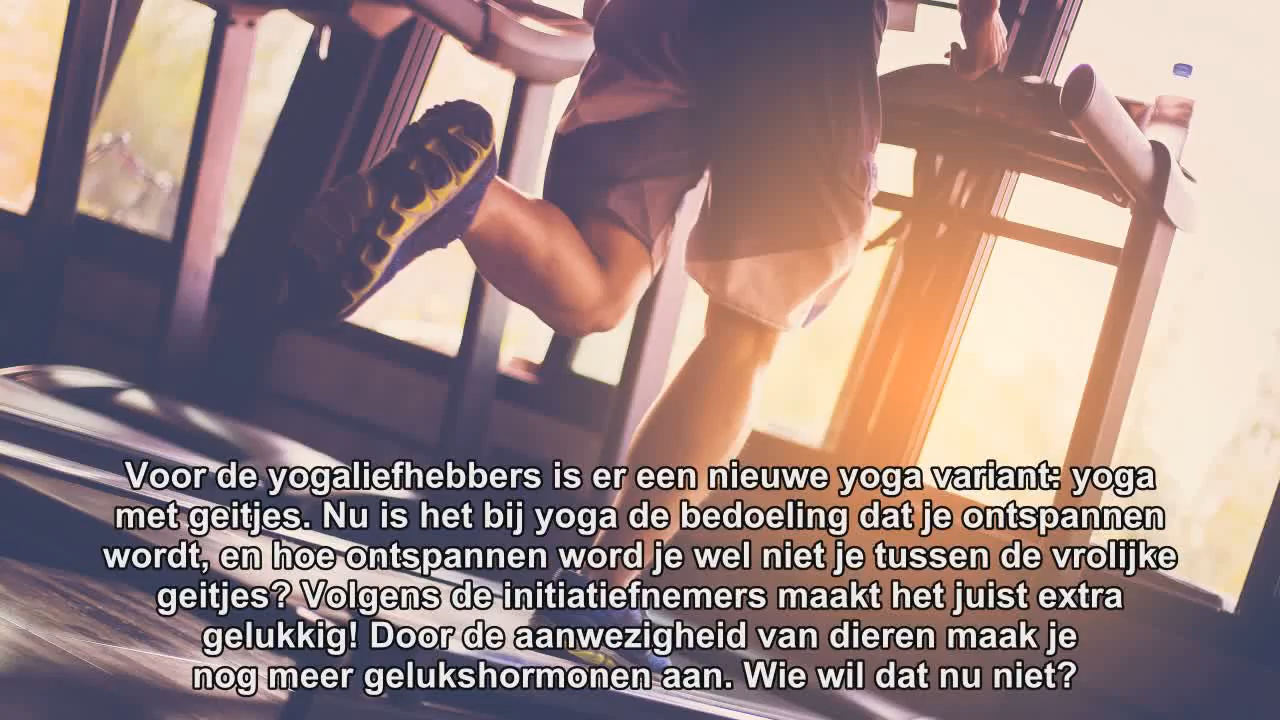 Voor de yogaliefhebbers is er een nieuwe yoga variant: yoga
met geitjes. Nu is het bij yoga de bedoeling dat je ontspannen
wordt, en hoe ontspannen word je wel niet je tussen de vrolijke
geitjes? Volgens de initiatiefnemers maakt het juist extra
gelukkig! Door de aanwezigheid van dieren maak je
nog meer gelukshormonen aan. Wie wil dat nu niet?